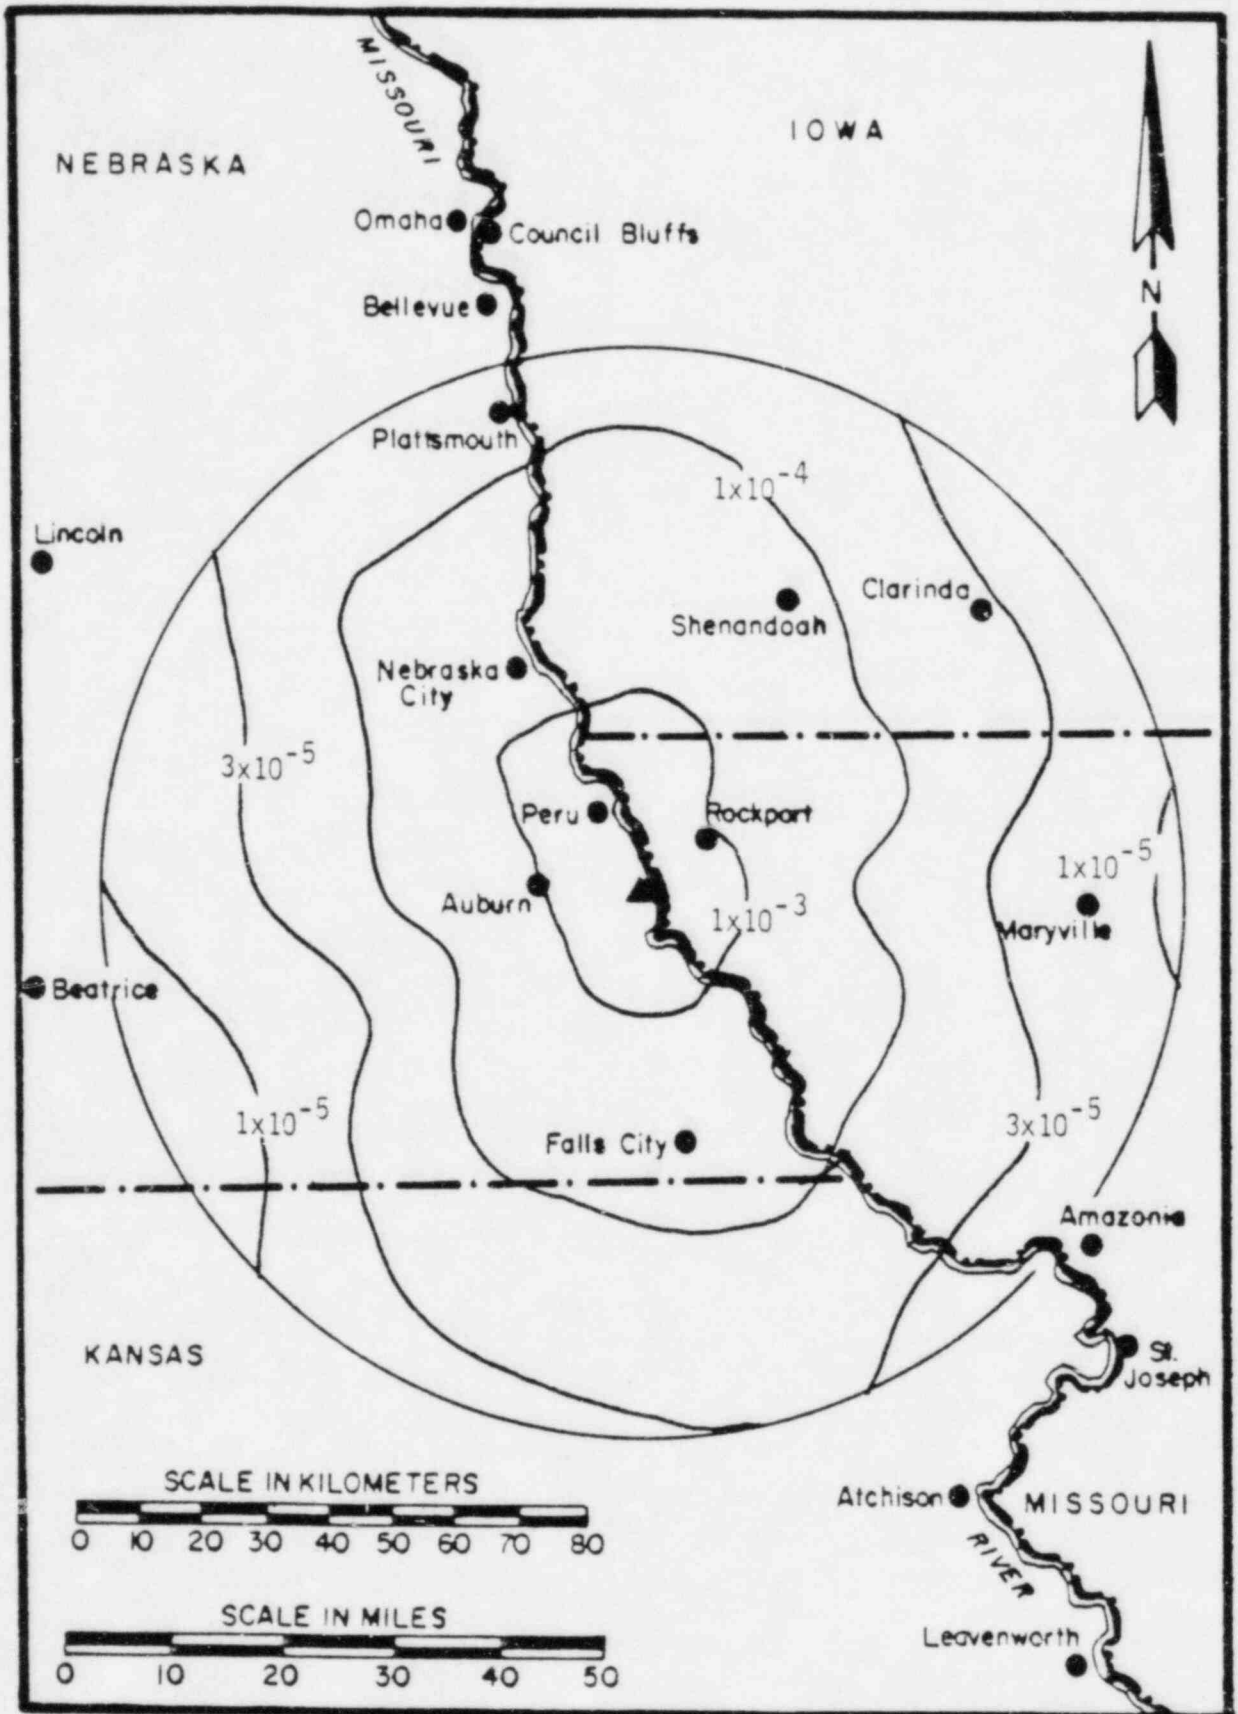 MISSOURI
IOWA
NEBRASKA
Omaha
Council Bluffs
Bellevue
N
Plattsmouth
1x10⁻⁴
Lincoln
Clarinda
Shenandoah
Nebraska
City
3x10⁻⁵
Peru
Rockport
1x10⁻⁵
Auburn
1x10⁻³
Maryville
Beatrice
1x10⁻⁵
3x10⁻⁵
Falls City
Amazonia
KANSAS
St.
Joseph
SCALE IN KILOMETERS
0 10 20 30 40 50 60 70 80
Atchison
MISSOURI
RIVER
SCALE IN MILES
0 10 20 30 40 50
Leavenworth